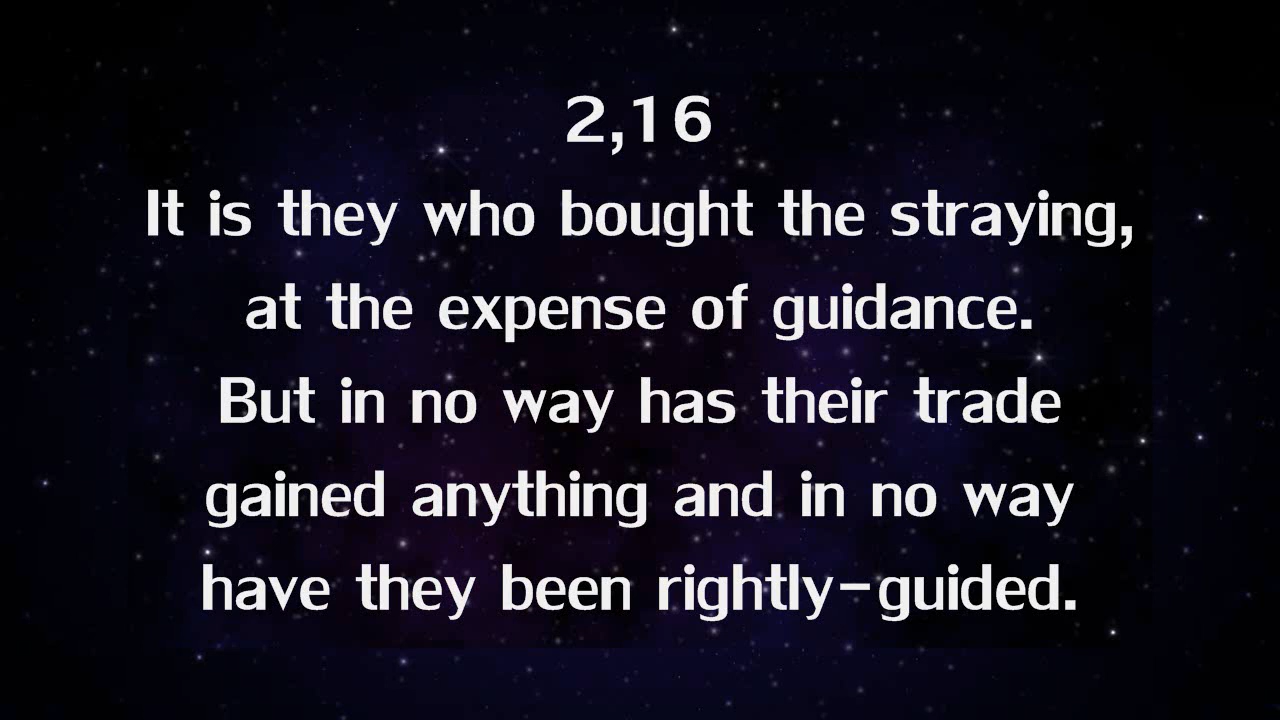 2,16
It is they who bought the straying,
at the expense of guidance.
But in no way has their trade
gained anything and in no way
have they been rightly-guided.